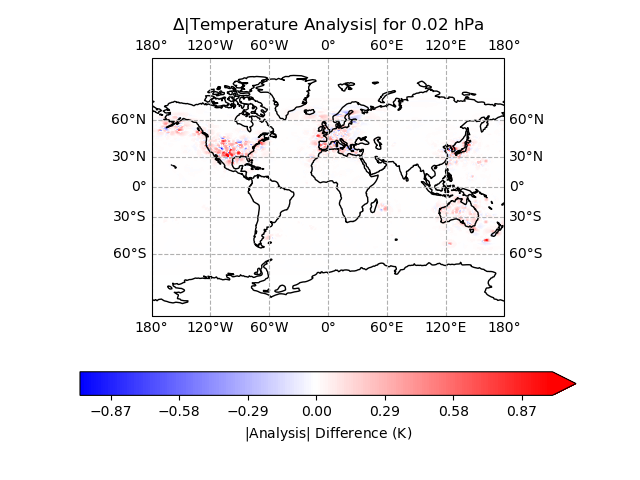 Δ|Temperature Analysis| for 0.02 hPa
180° 120°W 60°W 0° 60°E 120°E 180°
60°N 60°N
30°N 30°N
0° 0°
30°S 30°S
60°S 60°S
180° 120°W 60°W 0° 60°E 120°E 180°
−0.87 −0.58 −0.29 0.00 0.29 0.58 0.87
|Analysis| Difference (K)